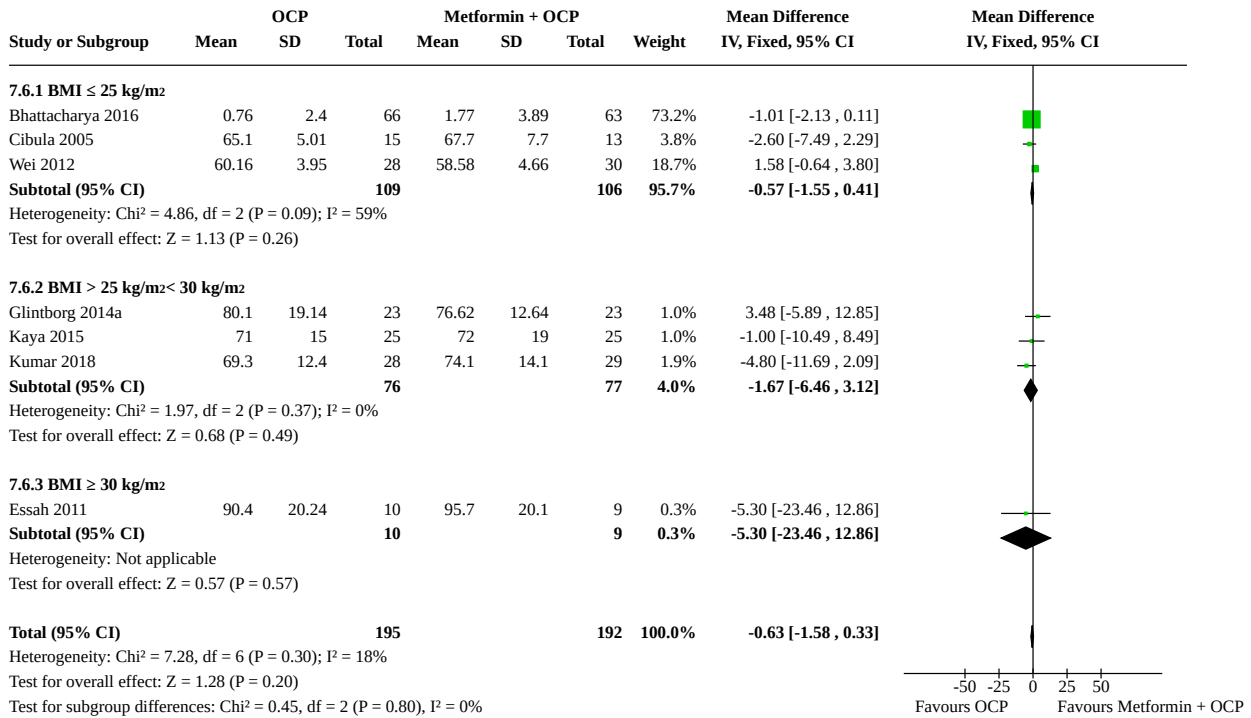 OCP Metformin + OCP Mean Difference Mean Difference
Study or Subgroup Mean SD Total Mean SD Total Weight IV, Fixed, 95% CI IV, Fixed, 95% CI
7.6.1 BMI ≤ 25 kg/m2
Bhattacharya 2016 0.76 2.4 66 1.77 3.89 63 73.2% -1.01 [-2.13 , 0.11]
Cibula 2005 65.1 5.01 15 67.7 7.7 13 3.8% -2.60 [-7.49 , 2.29]
Wei 2012 60.16 3.95 28 58.58 4.66 30 18.7% 1.58 [-0.64 , 3.80]
Subtotal (95% CI) 109 106 95.7% -0.57 [-1.55 , 0.41]
Heterogeneity: Chi² = 4.86, df = 2 (P = 0.09); I² = 59%
Test for overall effect: Z = 1.13 (P = 0.26)
7.6.2 BMI > 25 kg/m2< 30 kg/m2
Glintborg 2014a 80.1 19.14 23 76.62 12.64 23 1.0% 3.48 [-5.89 , 12.85]
Kaya 2015 71 15 25 72 19 25 1.0% -1.00 [-10.49 , 8.49]
Kumar 2018 69.3 12.4 28 74.1 14.1 29 1.9% -4.80 [-11.69 , 2.09]
Subtotal (95% CI) 76 77 4.0% -1.67 [-6.46 , 3.12]
Heterogeneity: Chi² = 1.97, df = 2 (P = 0.37); I² = 0%
Test for overall effect: Z = 0.68 (P = 0.49)
7.6.3 BMI ≥ 30 kg/m2
Essah 2011 90.4 20.24 10 95.7 20.1 9 0.3% -5.30 [-23.46 , 12.86]
Subtotal (95% CI) 10 9 0.3% -5.30 [-23.46 , 12.86]
Heterogeneity: Not applicable
Test for overall effect: Z = 0.57 (P = 0.57)
Total (95% CI) 195 192 100.0% -0.63 [-1.58 , 0.33]
Heterogeneity: Chi² = 7.28, df = 6 (P = 0.30); I² = 18%
Test for overall effect: Z = 1.28 (P = 0.20) -50 -25 0 25 50
Test for subgroup differences: Chi² = 0.45, df = 2 (P = 0.80), I² = 0% Favours OCP Favours Metformin + OCP